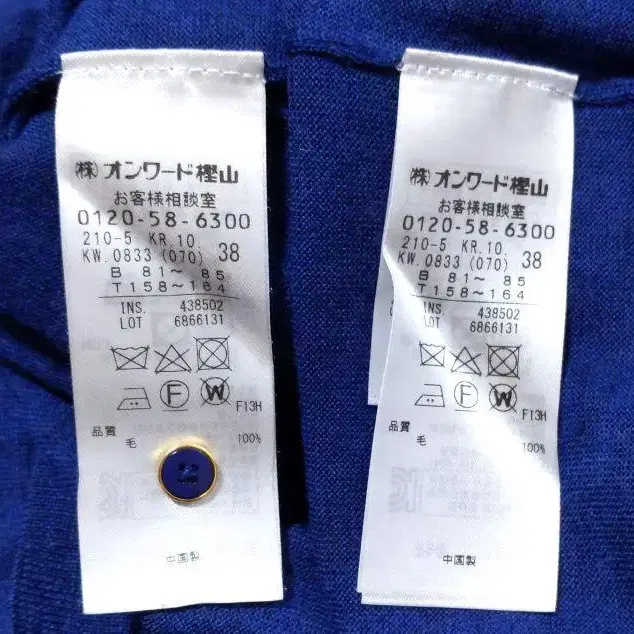 ㈱オンワード樫山
お客様相談室
0120-58-6300
210-5 KR.10
KW.0833 (070) 38
B 81〜 85
T158〜164
INS. 438502
LOT 6866131
F
W
F13H
品質
毛 100%
中国製
㈱オンワード樫山
お客様相談室
0120-58-6300
210-5 KR.10
KW.0833 (070) 38
B 81〜 85
T158〜164
INS. 438502
LOT 6866131
F
W
F13H
品質
毛 100%
中国製